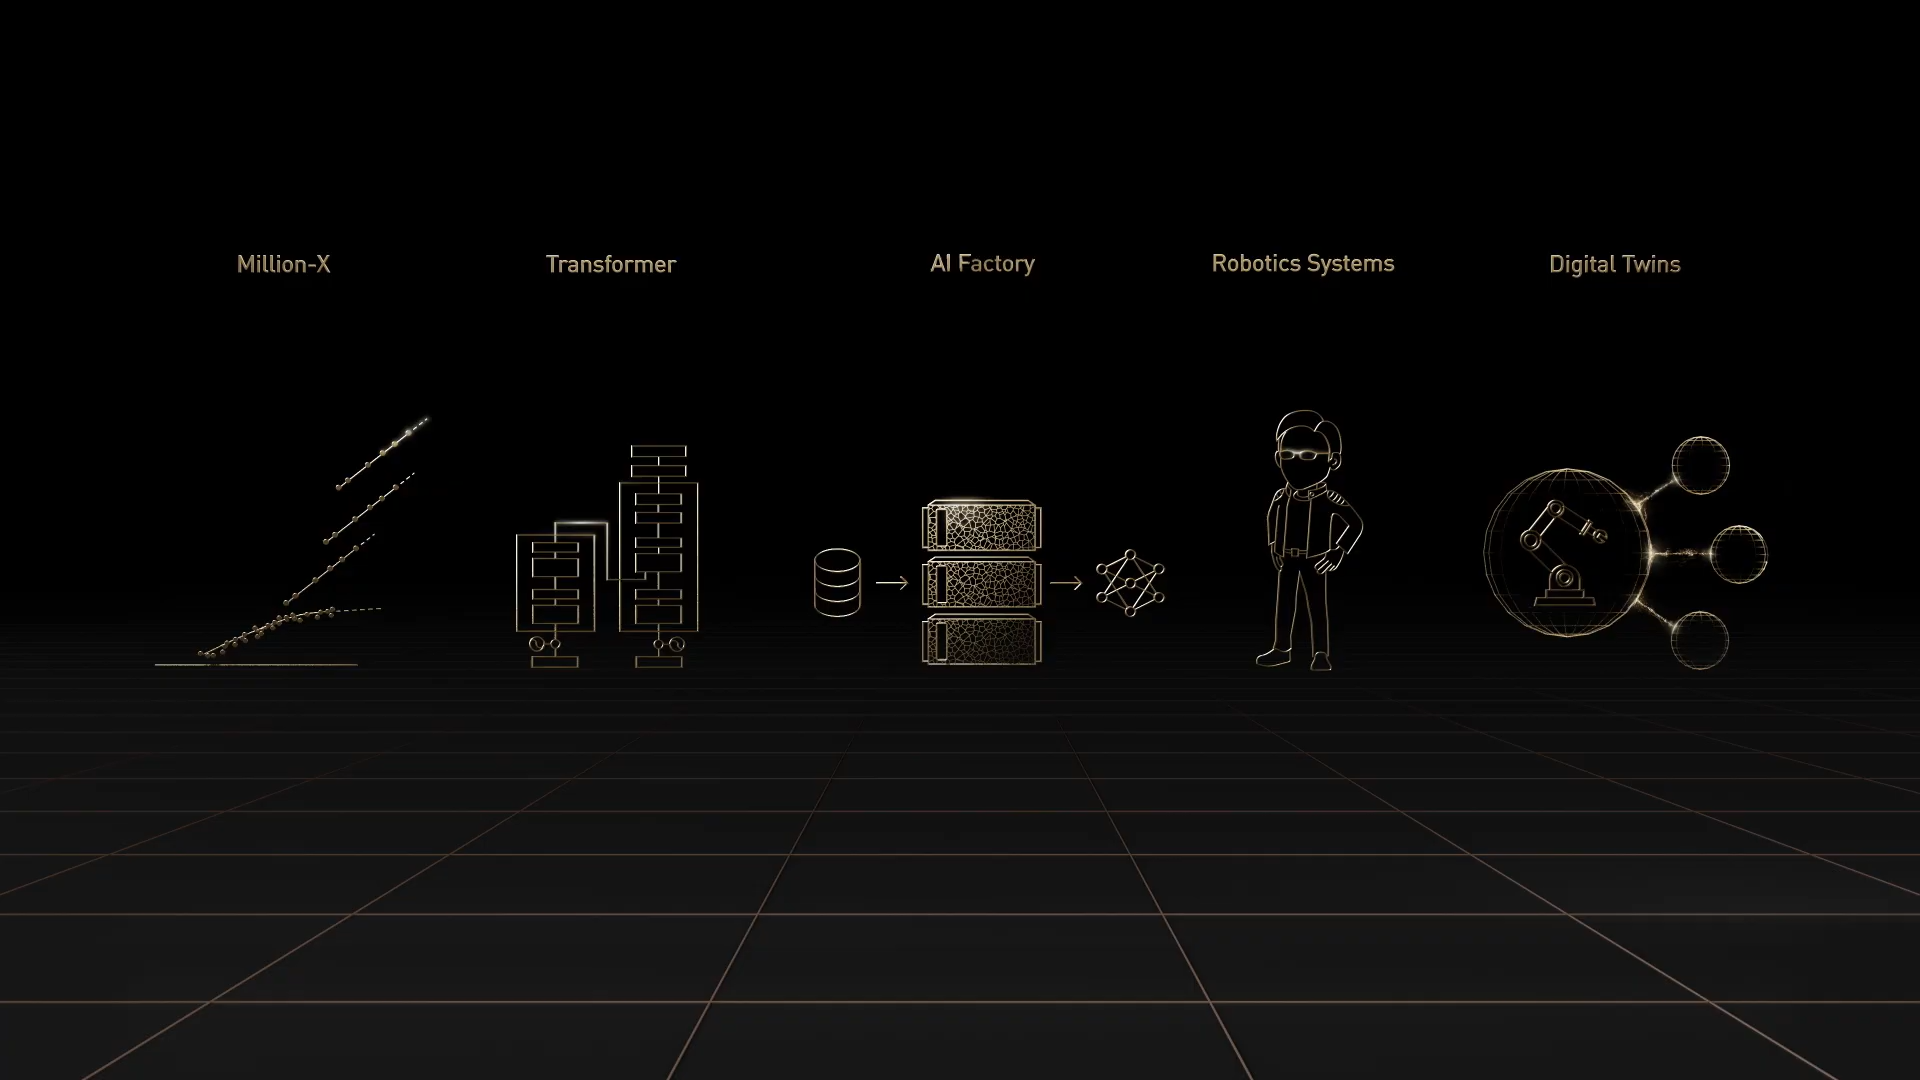 Million-X
Transformer
AI Factory
Robotics Systems
Digital Twins